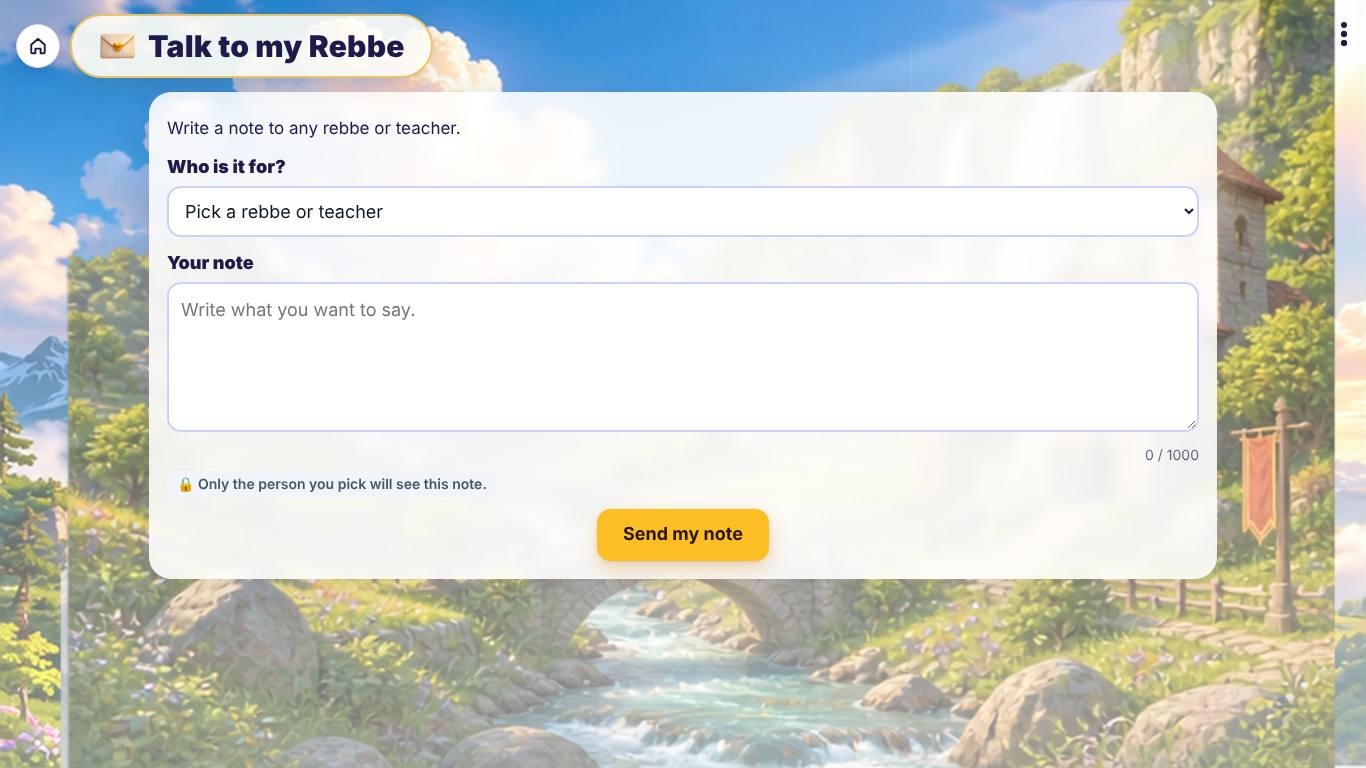 Talk to my Rebbe
Write a note to any rebbe or teacher.
Who is it for?
Pick a rebbe or teacher
Your note
Write what you want to say.
0 / 1000
🔒 Only the person you pick will see this note.
Send my note